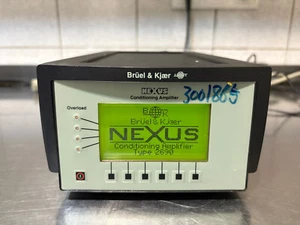 Brüel & Kjær
NEXUS
Conditioning Amplifier
3001865
Overload
Brüel & Kjær
NEXUS
Conditioning Amplifier
Type 2690